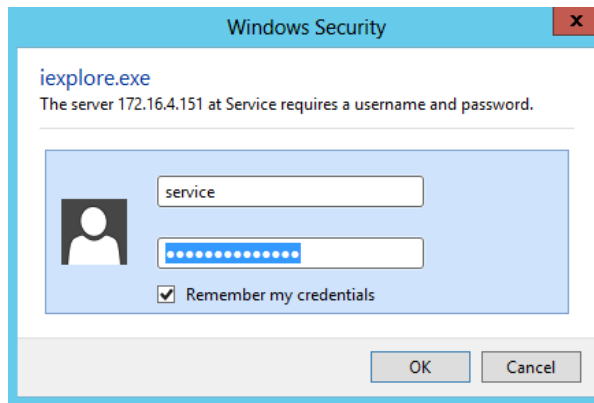 Windows Security
x
iexplore.exe
The server 172.16.4.151 at Service requires a username and password.
service
••••••••••••••
Remember my credentials
OK
Cancel